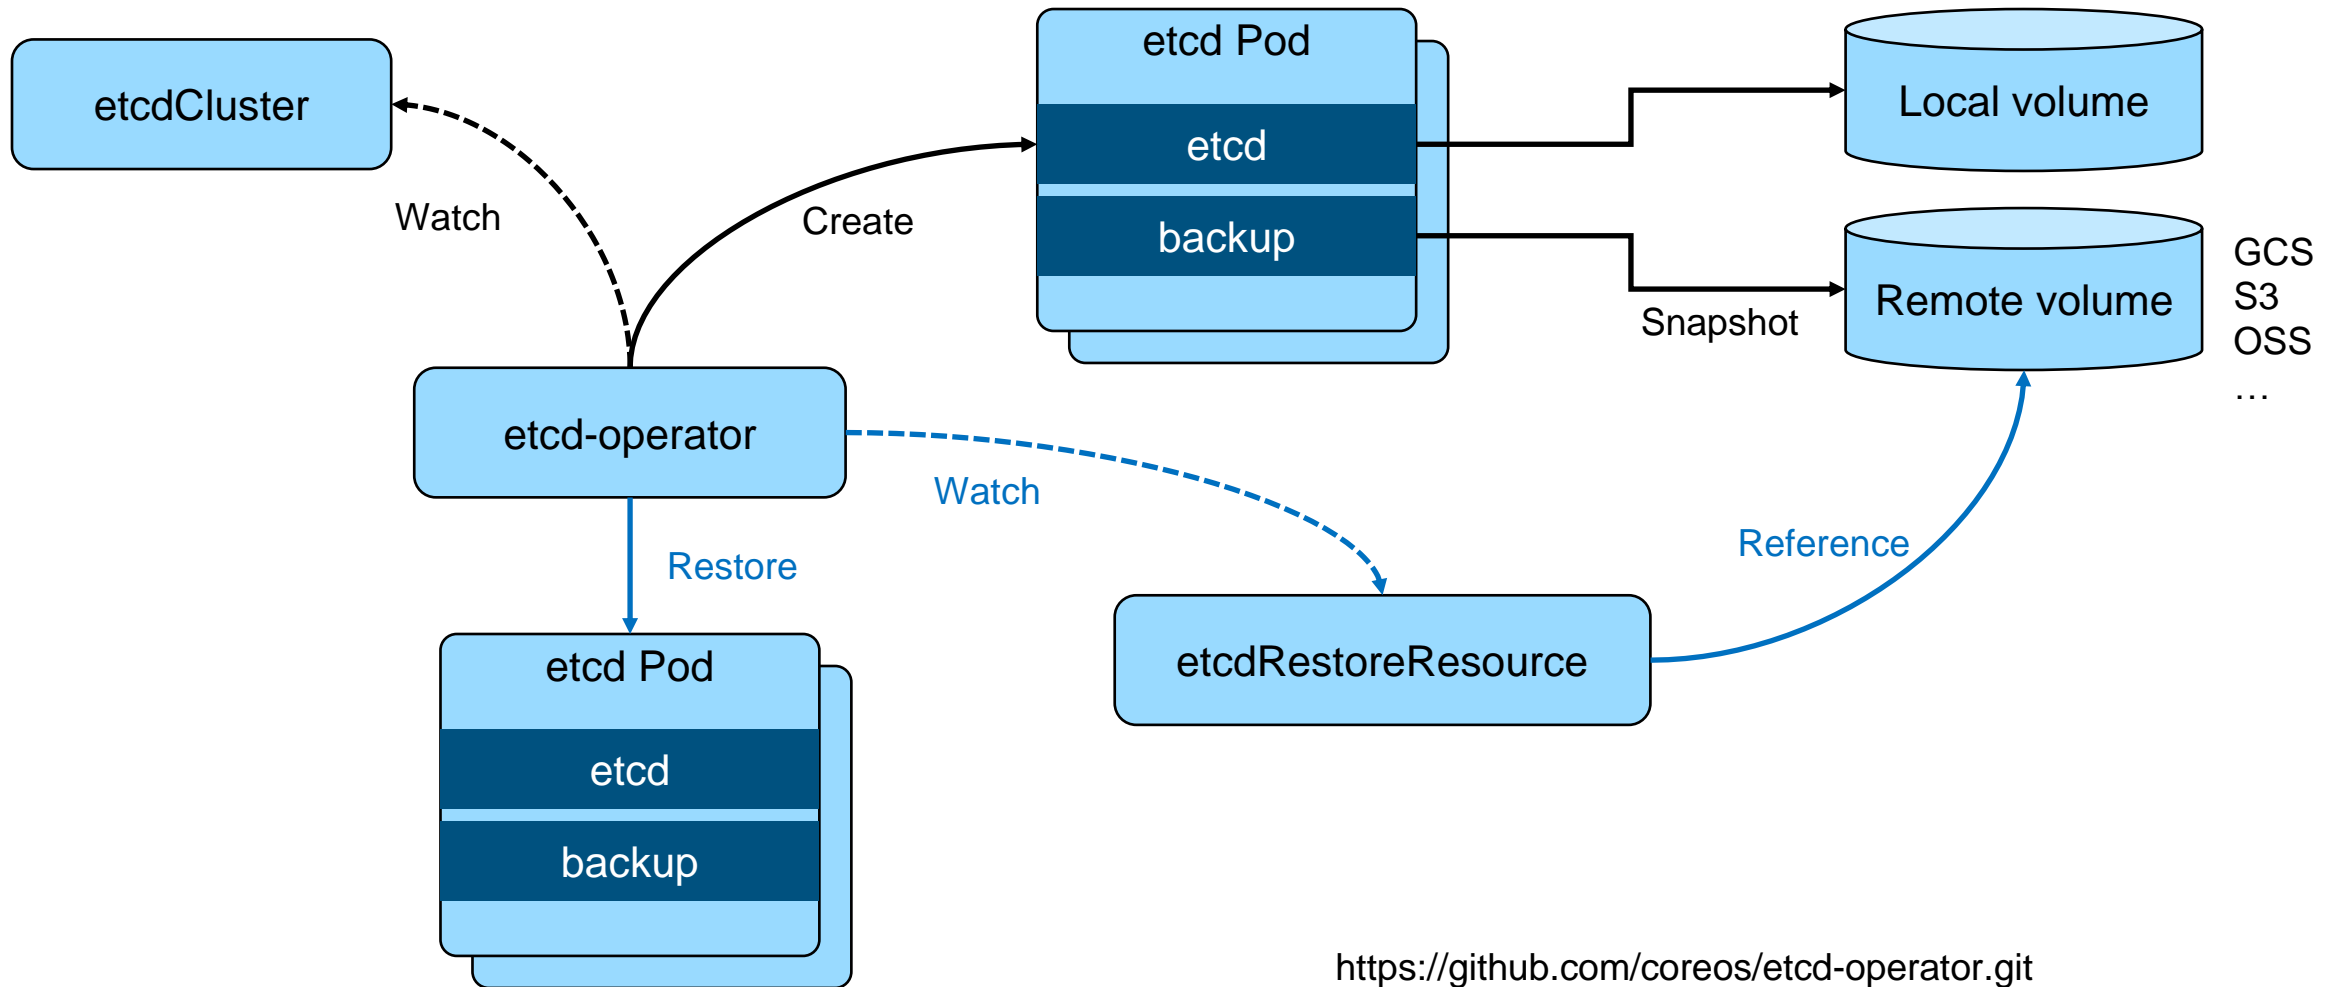 etcd Pod
etcdCluster
Local volume
etcd
Watch
Create
backup
GCS
S3
OSS
…
Remote volume
Snapshot
etcd-operator
Watch
Reference
Restore
etcdRestoreResource
etcd Pod
etcd
backup
https://github.com/coreos/etcd-operator.git